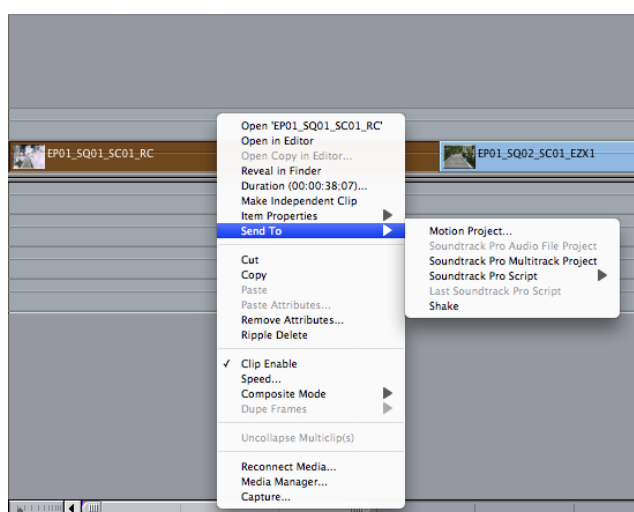 EP01_SQ01_SC01_RC
EP01_SQ02_SC01_EZX1
Open 'EP01_SQ01_SC01_RC'
Open in Editor
Open Copy in Editor...
Reveal in Finder
Duration (00:00:38;07)...
Make Independent Clip
Item Properties
Send To
Cut
Copy
Paste
Paste Attributes...
Remove Attributes...
Ripple Delete
✓ Clip Enable
Speed...
Composite Mode
Dupe Frames
Uncollapse Multiclip(s)
Reconnect Media...
Media Manager...
Capture...
Motion Project...
Soundtrack Pro Audio File Project
Soundtrack Pro Multitrack Project
Soundtrack Pro Script
Last Soundtrack Pro Script
Shake